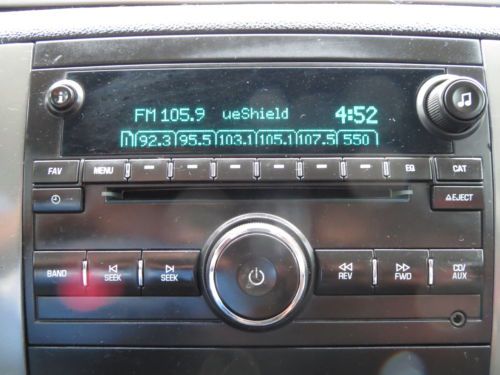 FM 105.9 ueShield 4:52
1 92.3 95.5 103.1 105.1 107.5 550
FAV MENU EQ CAT
EJECT
BAND SEEK SEEK REV FWD CD/AUX